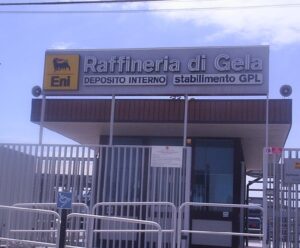 Raffineria di Gela
Eni
DEPOSITO INTERNO stabilimento GPL